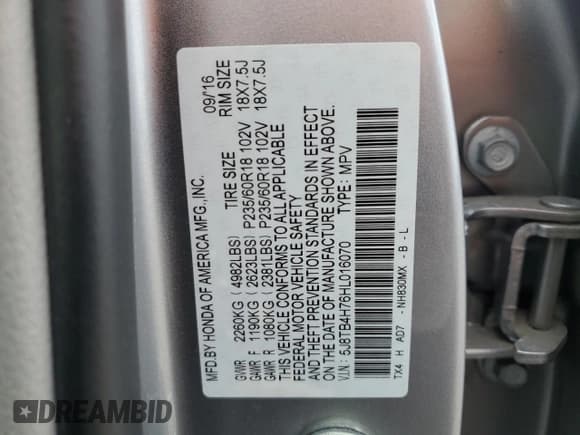 MFD.BY HONDA OF AMERICA MFG.,INC. 09/16
TIRE SIZE RIM SIZE
GVWR 2260KG ( 4982LBS)
GAWR F 1190KG ( 2623LBS) P235/60R18 102V 18X7.5J
GAWR R 1080KG ( 2381LBS) P235/60R18 102V 18X7.5J
THIS VEHICLE CONFORMS TO ALL APPLICABLE
FEDERAL MOTOR VEHICLE SAFETY
AND THEFT PREVENTION STANDARDS IN EFFECT
ON THE DATE OF MANUFACTURE SHOWN ABOVE.
V.I.N.: 5J8TB4H76HL016070 TYPE: MPV
TX4 H AD7 - NH830MX - B - L
DREAMBID